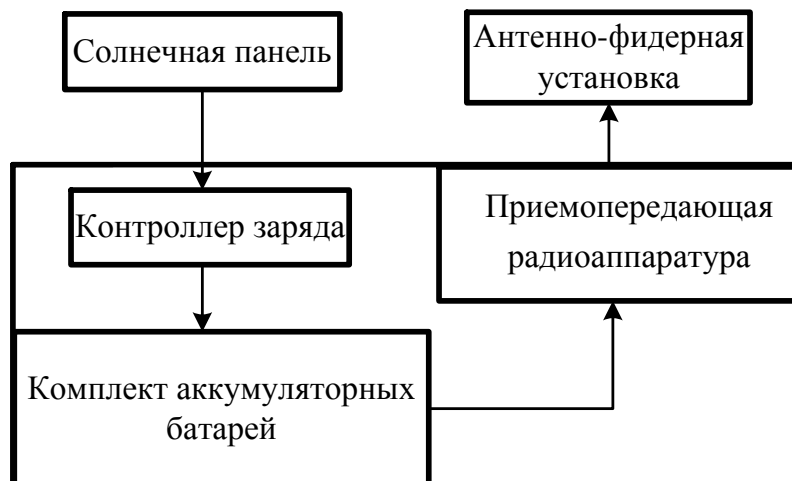 Солнечная панель
Антенно-фидерная
установка
Контроллер заряда
Приемопередающая
радиоаппаратура
Комплект аккумуляторных
батарей